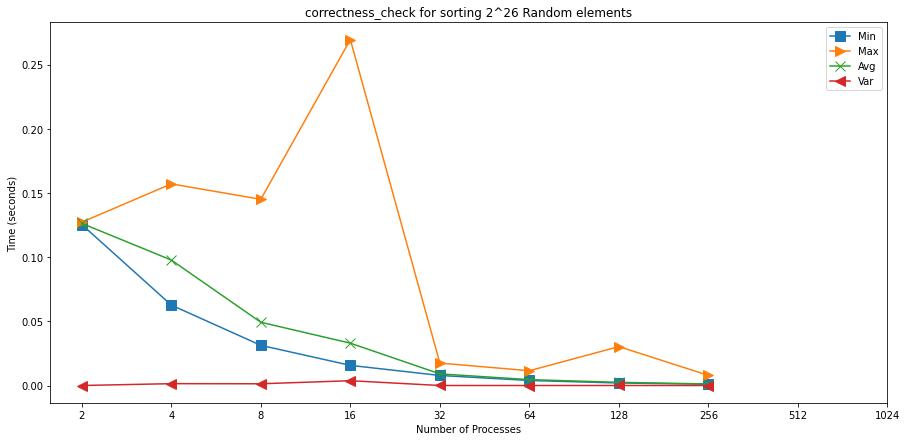 correctness_check for sorting 2^26 Random elements
Min
Max
Avg
Var
Time (seconds)
0.25
0.20
0.15
0.10
0.05
0.00
2 4 8 16 32 64 128 256 512 1024
Number of Processes